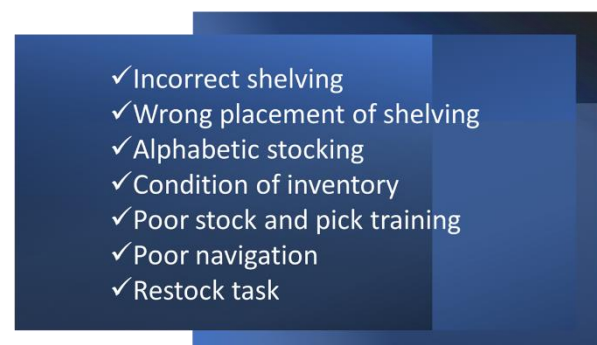 ✓Incorrect shelving
✓Wrong placement of shelving
✓Alphabetic stocking
✓Condition of inventory
✓Poor stock and pick training
✓Poor navigation
✓Restock task